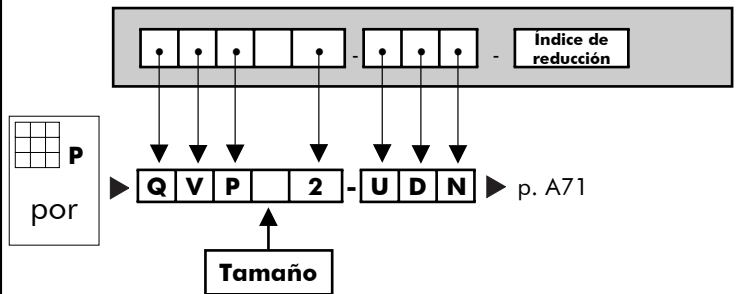 - - Índice de
reducción
P
por
Q V P 2 - U D N p. A71
Tamaño